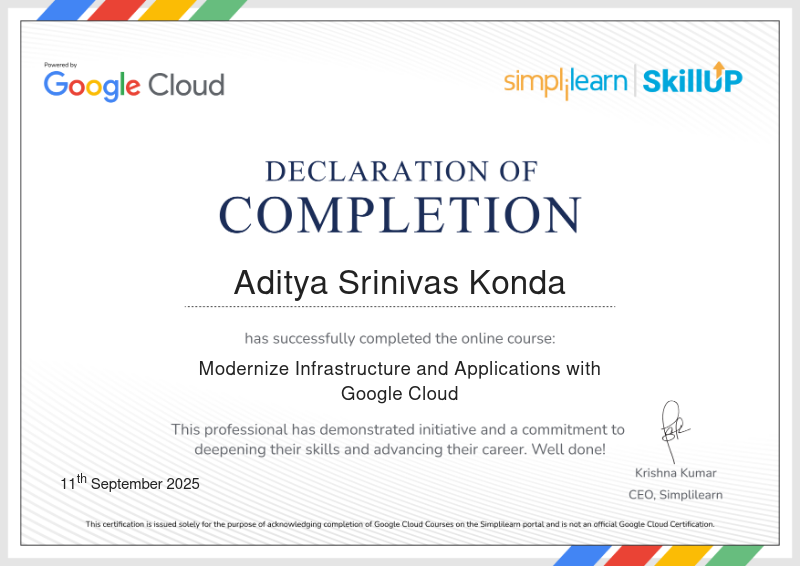 Powered by
Google Cloud
simplilearn | SkillUP
DECLARATION OF
COMPLETION
Aditya Srinivas Konda
has successfully completed the online course:
Modernize Infrastructure and Applications with
Google Cloud
This professional has demonstrated initiative and a commitment to
deepening their skills and advancing their career. Well done!
11th September 2025
Krishna Kumar
CEO, Simplilearn
This certification is issued solely for the purpose of acknowledging completion of Google Cloud Courses on the Simplilearn portal and is not an official Google Cloud Certification.